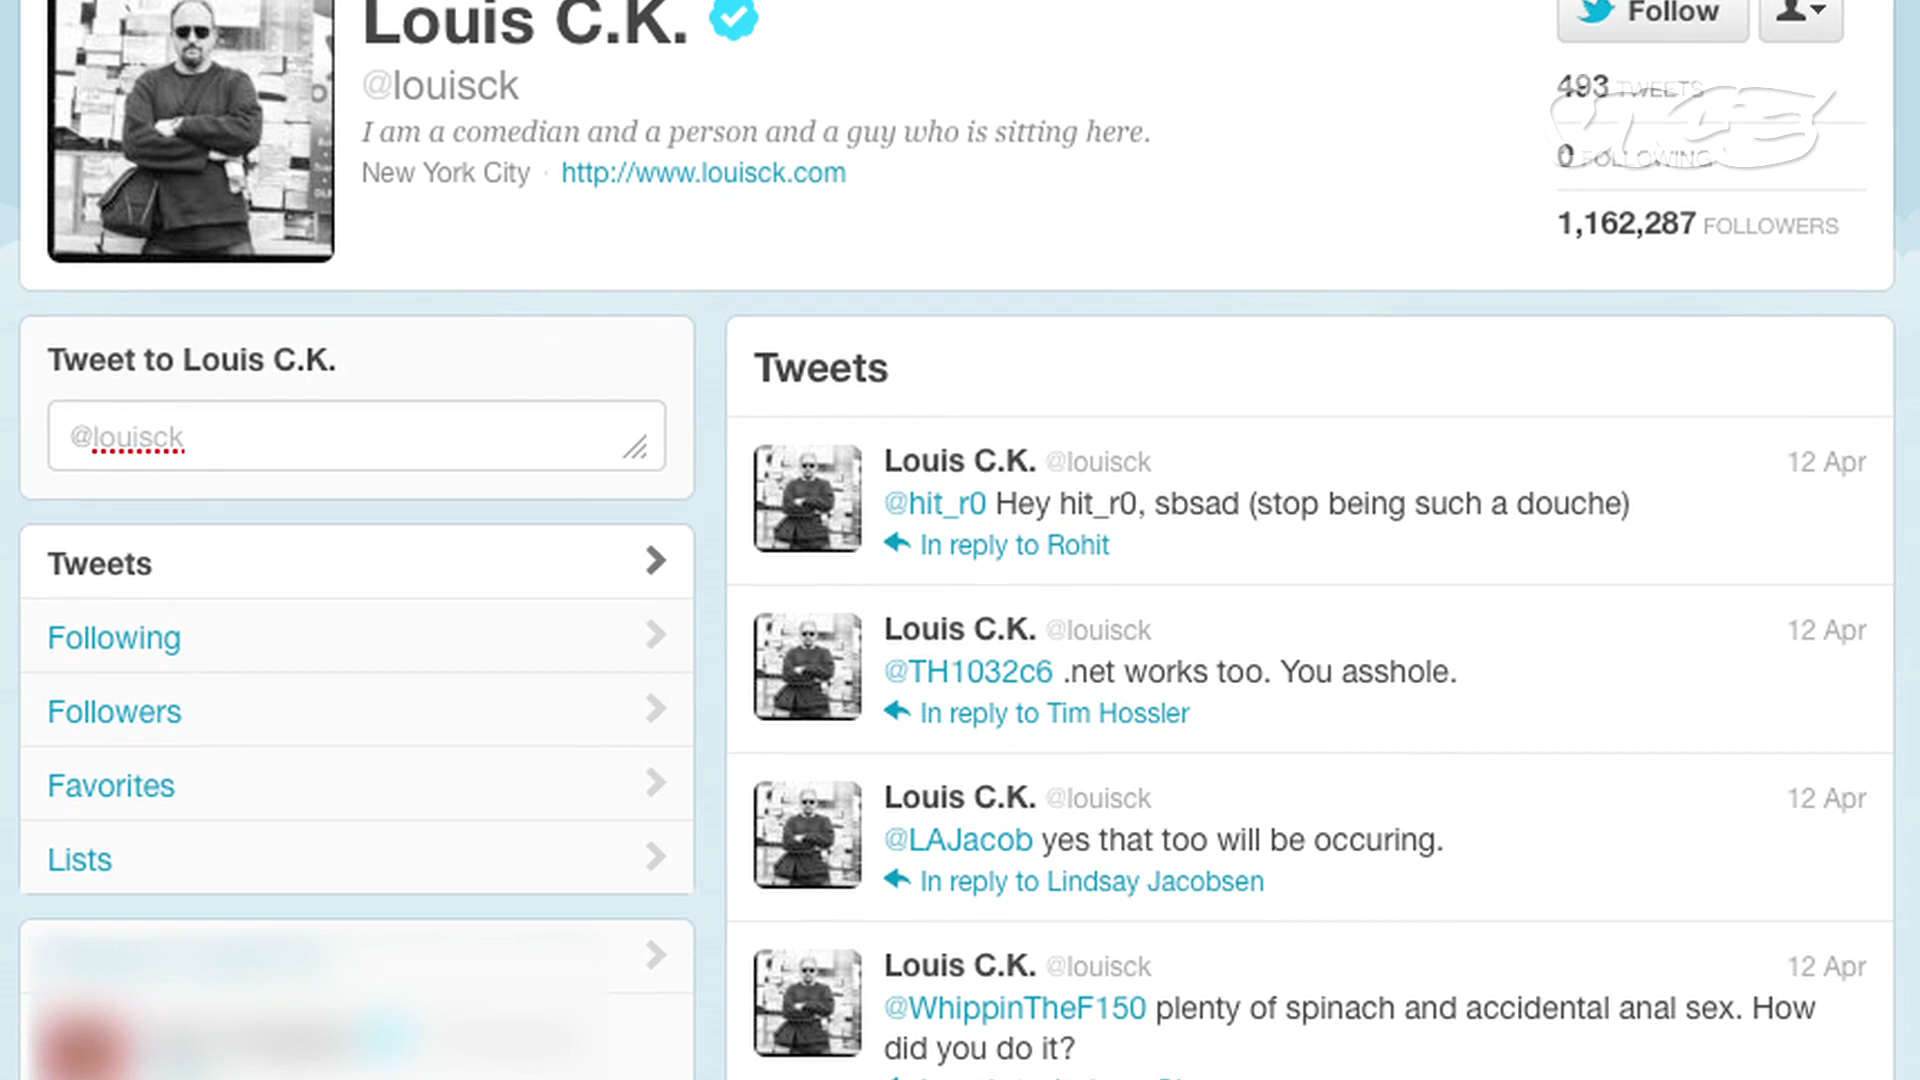 Louis C.K.
@louisck
I am a comedian and a person and a guy who is sitting here.
New York City · http://www.louisck.com
Follow
493 TWEETS
0 FOLLOWING
VICE
1,162,287 FOLLOWERS
Tweet to Louis C.K.
@louisck
Tweets
Following
Followers
Favorites
Lists
Tweets
Louis C.K. @louisck 12 Apr
@hit_r0 Hey hit_r0, sbsad (stop being such a douche)
In reply to Rohit
Louis C.K. @louisck 12 Apr
@TH1032c6 .net works too. You asshole.
In reply to Tim Hossler
Louis C.K. @louisck 12 Apr
@LAJacob yes that too will be occuring.
In reply to Lindsay Jacobsen
Louis C.K. @louisck 12 Apr
@WhippinTheF150 plenty of spinach and accidental anal sex. How
did you do it?